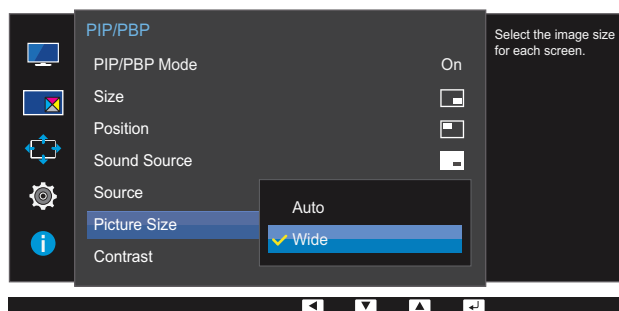 PIP/PBP
PIP/PBP Mode On
Size
Position
Sound Source
Source
Picture Size
Contrast
Auto
Wide
Select the image size
for each screen.